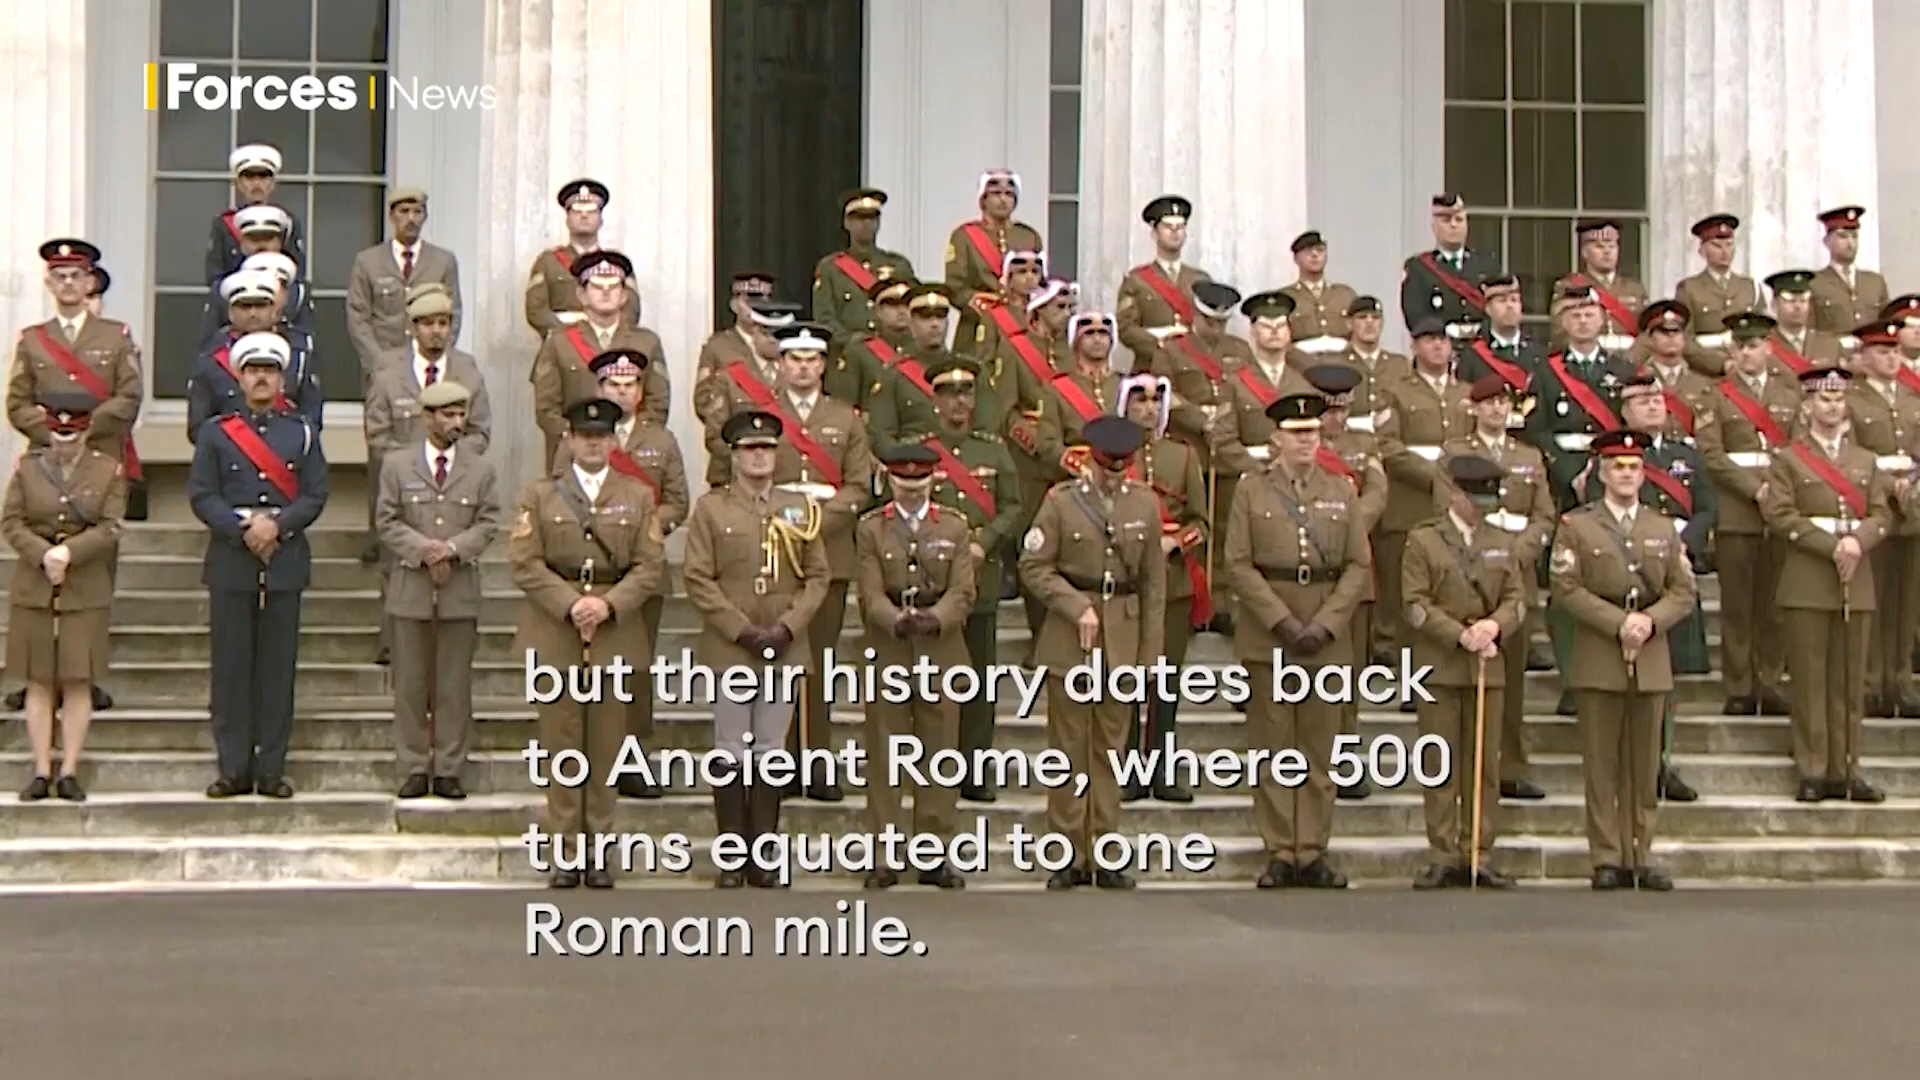 Forces News
but their history dates back
to Ancient Rome, where 500
turns equated to one
Roman mile.